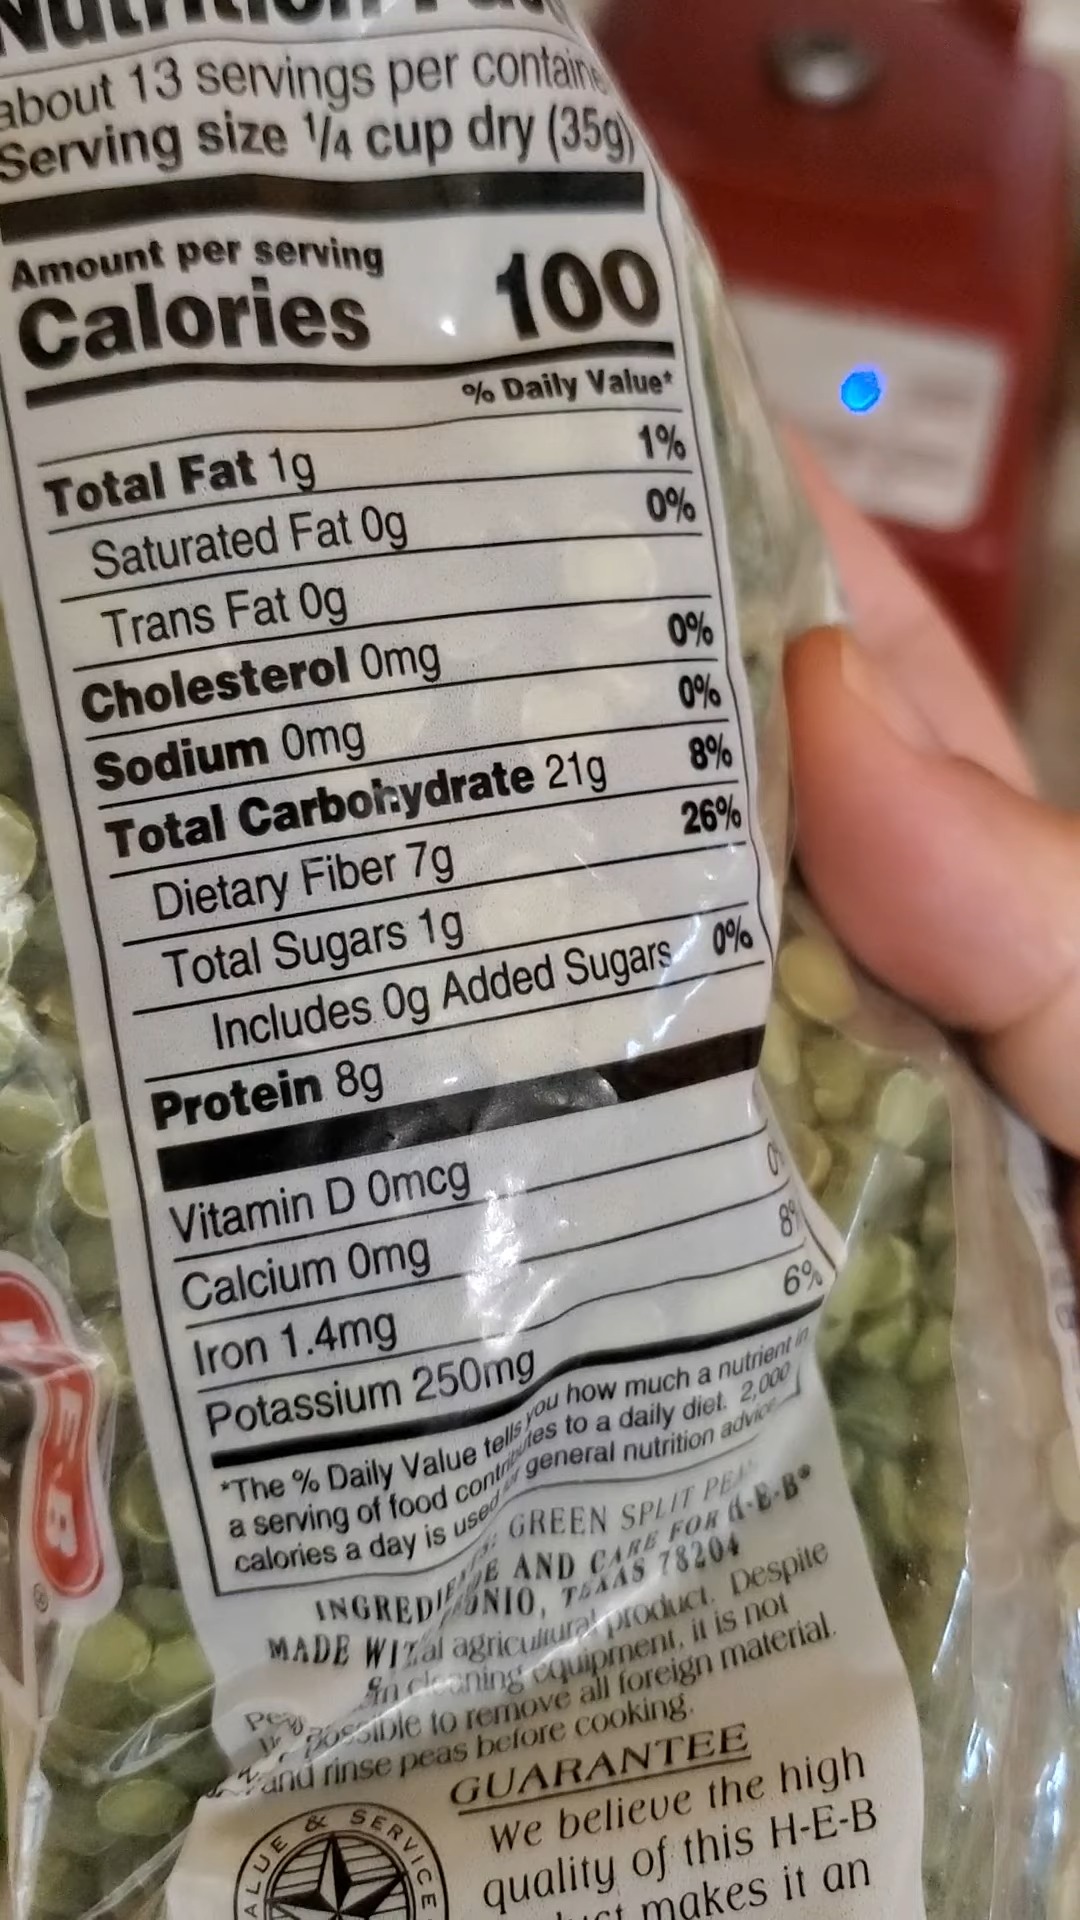 Nutrition
about 13 servings per containe
Serving size 1/4 cup dry (35g)
Amount per serving
Calories 100
% Daily Value*
Total Fat 1g 1%
Saturated Fat 0g 0%
Trans Fat 0g
Cholesterol 0mg 0%
Sodium 0mg 0%
Total Carbohydrate 21g 8%
Dietary Fiber 7g 26%
Total Sugars 1g
Includes 0g Added Sugars 0%
Protein 8g
Vitamin D 0mcg
Calcium 0mg 0%
Iron 1.4mg 8%
Potassium 250mg 6%
*The % Daily Value tells you how much a nutrient in
a serving of food contributes to a daily diet. 2,000
calories a day is used general nutrition advice
GREEN SPLIT PEA
MADE AND CARE FOR H-E-B®
TEXAS 78204
agricultural product. Despite
cleaning equipment, it is not
possible to remove all foreign material.
and rinse peas before cooking.
GUARANTEE
We believe the high
quality of this H-E-B
makes it an
& SERVICE